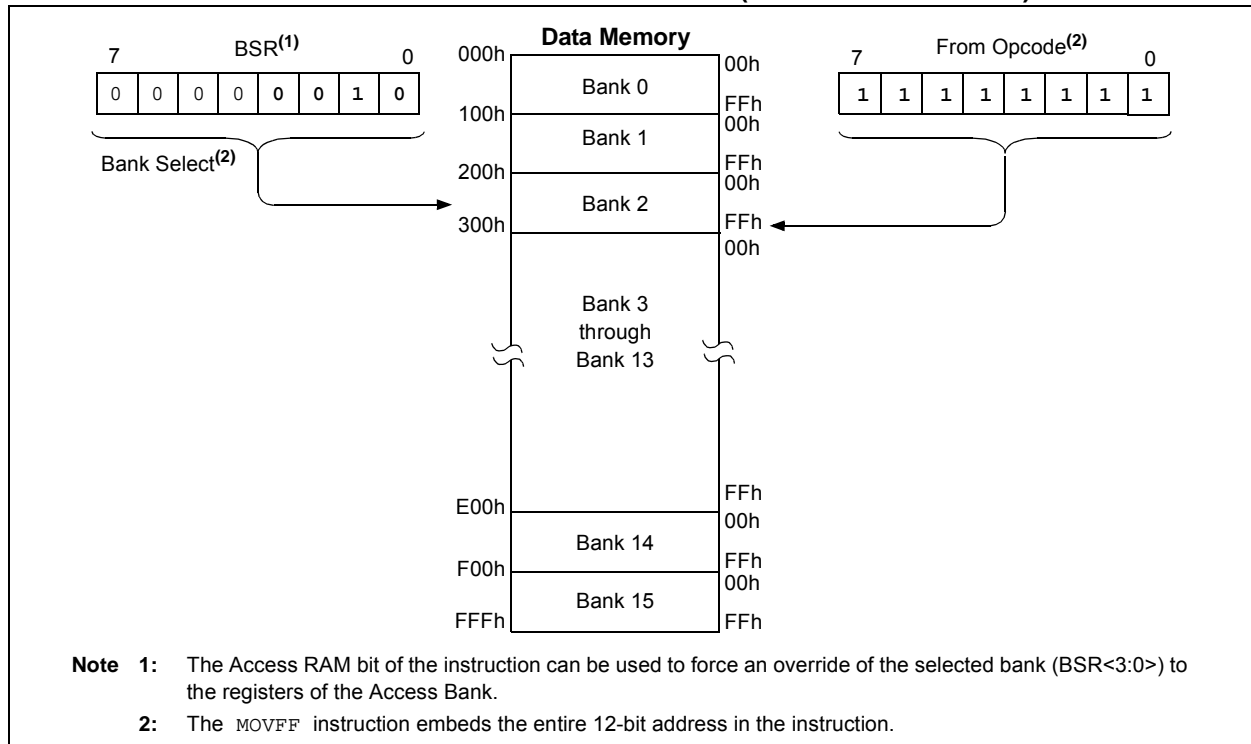 Data Memory
7 BSR(1) 0
0 0 0 0 0 0 1 0
Bank Select(2)
7 From Opcode(2) 0
1 1 1 1 1 1 1 1
000h
Bank 0
00h
FFh
100h
Bank 1
00h
FFh
200h
Bank 2
00h
FFh
300h
00h
Bank 3
through
Bank 13
FFh
E00h
Bank 14
00h
FFh
F00h
Bank 15
00h
FFFh
FFh
Note 1: The Access RAM bit of the instruction can be used to force an override of the selected bank (BSR<3:0>) to
the registers of the Access Bank.
2: The MOVFF instruction embeds the entire 12-bit address in the instruction.